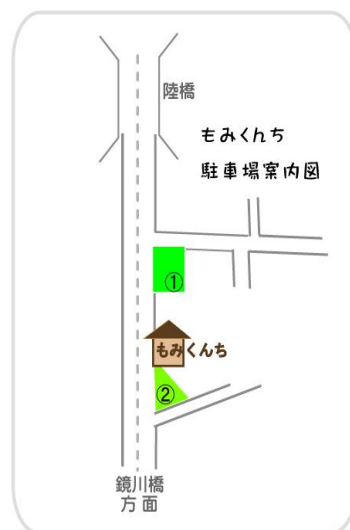 陸橋
もみくんち
駐車場案内図
①
もみくんち
②
鏡川橋
方面